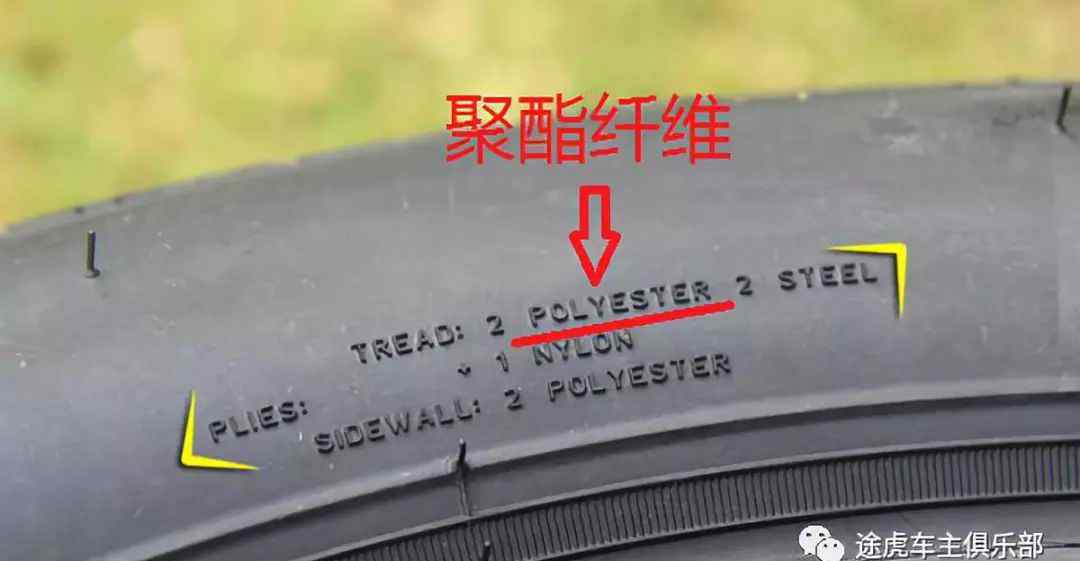 聚酯纤维
TREAD: 2 POLYESTER 2 STEEL
+ 1 NYLON
PLIES:
SIDEWALL: 2 POLYESTER
途虎车主俱乐部